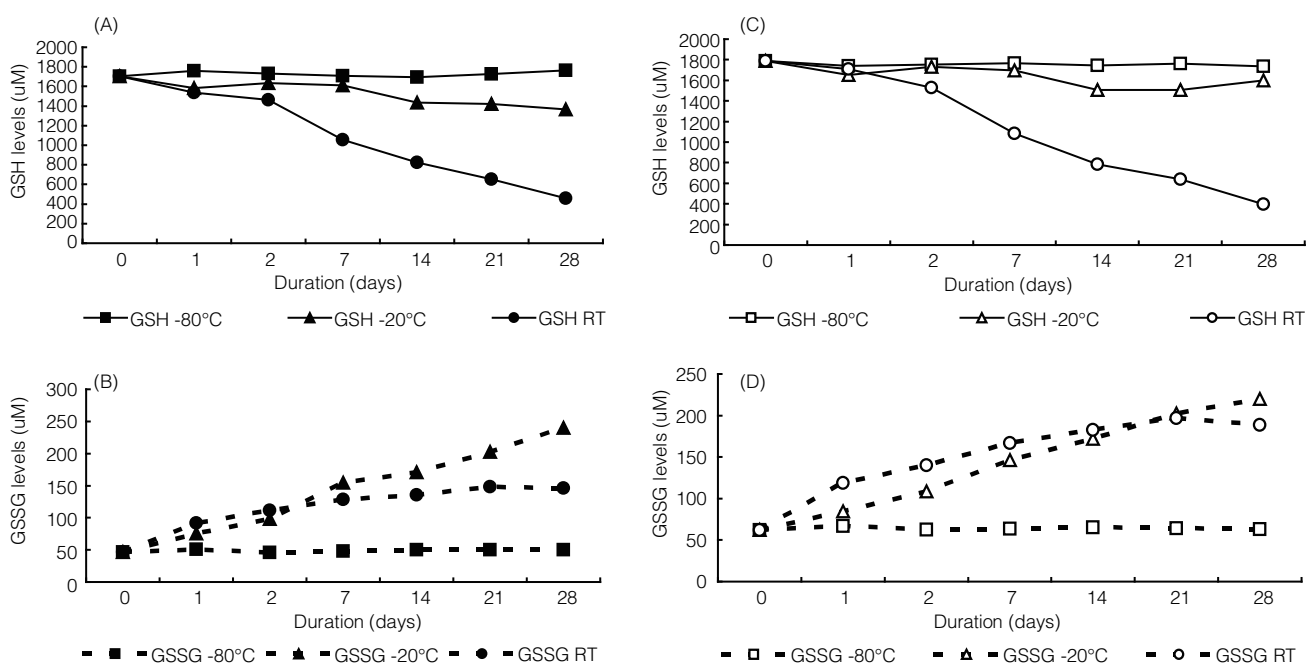 (A)
GSH levels (uM)
2000
1800
1600
1400
1200
1000
800
600
400
200
0
0 1 2 7 14 21 28
Duration (days)
GSH -80°C GSH -20°C GSH RT
(B)
GSSG levels (uM)
300
250
200
150
100
50
0
0 1 2 7 14 21 28
Duration (days)
GSSG -80°C GSSG -20°C GSSG RT
(C)
GSH levels (uM)
2000
1800
1600
1400
1200
1000
800
600
400
200
0
0 1 2 7 14 21 28
Duration (days)
GSH -80°C GSH -20°C GSH RT
(D)
GSSG levels (uM)
250
200
150
100
50
0
0 1 2 7 14 21 28
Duration (days)
GSSG -80°C GSSG -20°C GSSG RT